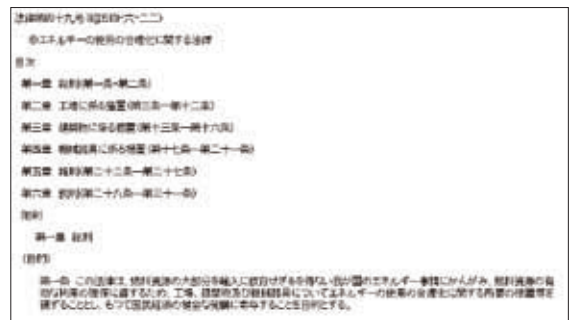 法律第四十九号(昭五四・六・二二)
◎エネルギーの使用の合理化に関する法律
目次
第一章 総則(第一条・第二条)
第二章 工場に係る措置(第三条―第十二条)
第三章 建築物に係る措置(第十三条―第十六条)
第四章 機械器具に係る措置(第十七条―第二十一条)
第五章 雑則(第二十二条―第二十七条)
第六章 罰則(第二十八条―第三十一条)
附則
第一章 総則
(目的)
第一条 この法律は、燃料資源の大部分を輸入に依存せざるを得ない我が国のエネルギー事情にかんがみ、燃料資源の有
効な利用の確保に資するため、工場、建築物及び機械器具についてエネルギーの使用の合理化に関する所要の措置等を
講ずることとし、もつて国民経済の健全な発展に寄与することを目的とする。